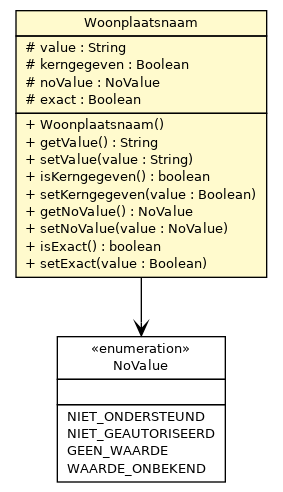 Woonplaatsnaam
# value : String
# kerngegeven : Boolean
# noValue : NoValue
# exact : Boolean
+ Woonplaatsnaam()
+ getValue() : String
+ setValue(value : String)
+ isKerngegeven() : boolean
+ setKerngegeven(value : Boolean)
+ getNoValue() : NoValue
+ setNoValue(value : NoValue)
+ isExact() : boolean
+ setExact(value : Boolean)
«enumeration»
NoValue
NIET_ONDERSTEUND
NIET_GEAUTORISEERD
GEEN_WAARDE
WAARDE_ONBEKEND